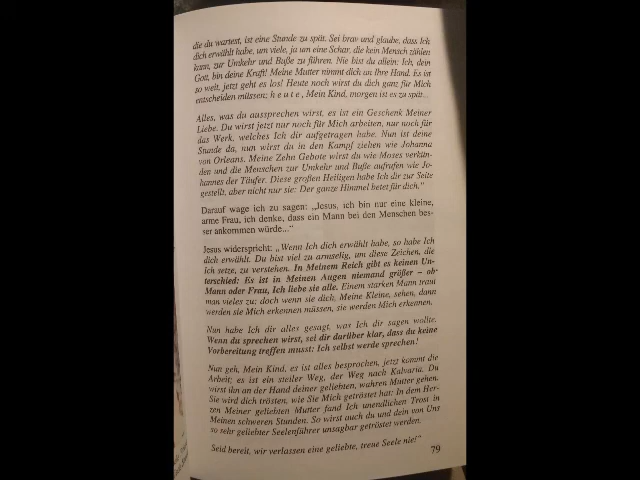 die du wartest, ist eine Stunde zu spät. Sei brav und glaube, dass Ich
dich erwählt habe, um viele, ja um eine Schar, die kein Mensch zählen
kann, zur Umkehr und Buße zu führen. Nie bist du allein: Ich, dein
Gott, bin deine Kraft! Meine Mutter nimmt dich an Ihre Hand. Es ist
so weit, jetzt geht es los! Heute noch wirst du dich ganz für Mich
entscheiden müssen; h e u t e , Mein Kind, morgen ist es zu spät...
Alles, was du aussprechen wirst, es ist ein Geschenk Meiner
Liebe. Du wirst jetzt nur noch für Mich arbeiten, nur noch für
das Werk, welches Ich dir aufgetragen habe. Nun ist deine
Stunde da, nun wirst du in den Kampf ziehen wie Johanna
von Orleans. Meine Zehn Gebote wirst du wie Moses verkün-
den und die Menschen zur Umkehr und Buße aufrufen wie Jo-
hannes der Täufer. Diese großen Heiligen habe Ich dir zur Seite
gestellt, aber nicht nur sie: Der ganze Himmel betet für dich.“
Darauf wage ich zu sagen: „Jesus, ich bin nur eine kleine,
arme Frau, ich denke, dass ein Mann bei den Menschen bes-
ser ankommen würde...“
Jesus widerspricht: „Wenn Ich dich erwählt habe, so habe Ich
dich erwählt. Du bist viel zu armselig, um diese Zeichen, die
Ich setze, zu verstehen. In Meinem Reich gibt es keinen Un-
terschied: Es ist in Meinen Augen niemand größer – ob
Mann oder Frau, Ich liebe sie alle. Einem starken Mann traut
man vieles zu; doch wenn sie dich, Meine Kleine, sehen, dann
werden sie Mich erkennen müssen, sie werden Mich erkennen.
Nun habe Ich dir alles gesagt, was Ich dir sagen wollte.
Wenn du sprechen wirst, sei dir darüber klar, dass du keine
Vorbereitung treffen musst: Ich selbst werde sprechen!
Nun geh, Mein Kind, es ist alles besprochen, jetzt kommt die
Arbeit; es ist ein steiler Weg, der Weg nach Kalvaria. Du
wirst ihn an der Hand deiner geliebten, wahren Mutter gehen.
Sie wird dich trösten, wie Sie Mich getröstet hat: In dem Her-
zen Meiner geliebten Mutter fand Ich unendlichen Trost in
Meinen schweren Stunden. So wirst auch du und dein von Uns
so sehr geliebter Seelenführer unsagbar getröstet werden.
Seid bereit, wir verlassen eine geliebte, treue Seele nie!“
79